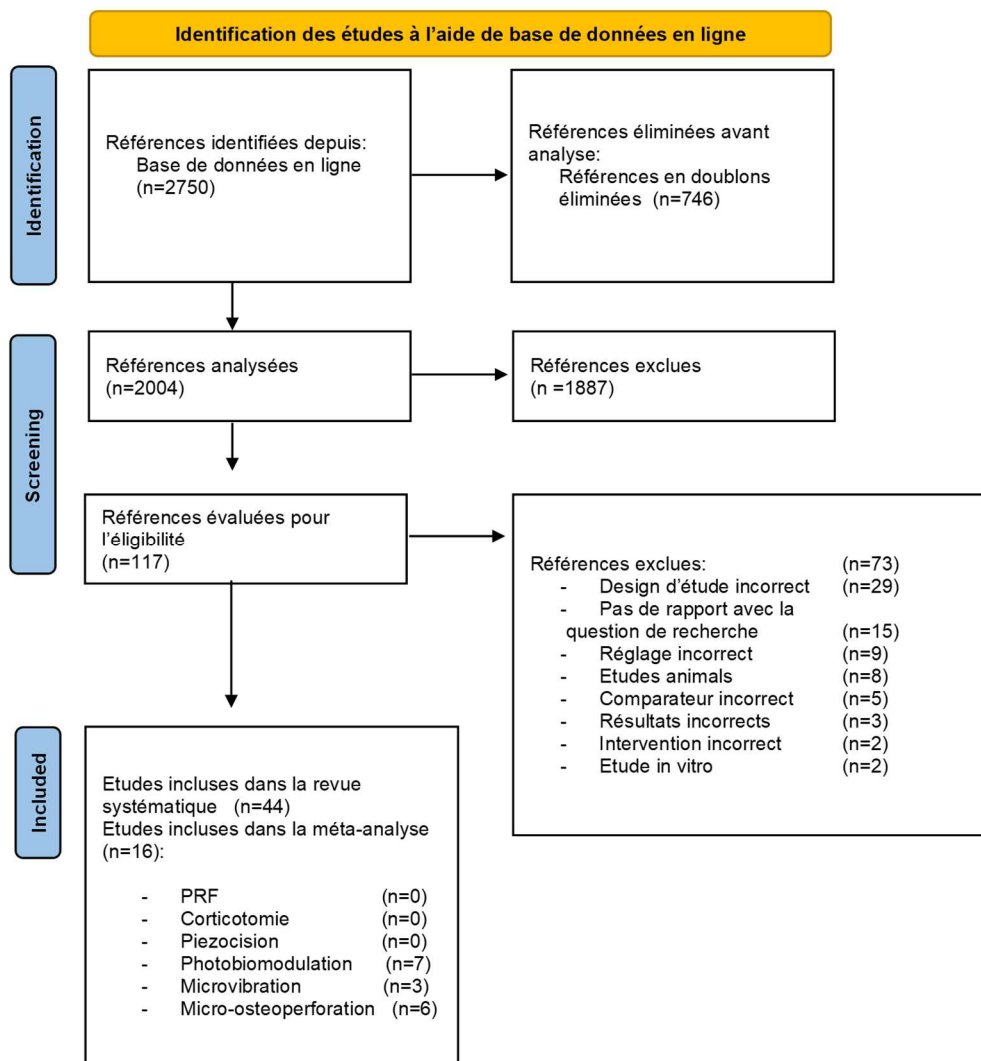 Identification des études à l'aide de base de données en ligne
Identification
Références identifiées depuis:
Base de données en ligne
(n=2750)
Références éliminées avant
analyse:
Références en doublons
éliminées (n=746)
Screening
Références analysées
(n=2004)
Références exclues
(n =1887)
Références évaluées pour
l'éligibilité
(n=117)
Références exclues: (n=73)
- Design d'étude incorrect (n=29)
- Pas de rapport avec la
question de recherche (n=15)
- Réglage incorrect (n=9)
- Etudes animals (n=8)
- Comparateur incorrect (n=5)
- Résultats incorrects (n=3)
- Intervention incorrect (n=2)
- Etude in vitro (n=2)
Included
Etudes incluses dans la revue
systématique (n=44)
Etudes incluses dans la méta-analyse
(n=16):
- PRF (n=0)
- Corticotomie (n=0)
- Piezocision (n=0)
- Photobiomodulation (n=7)
- Microvibration (n=3)
- Micro-osteoperforation (n=6)